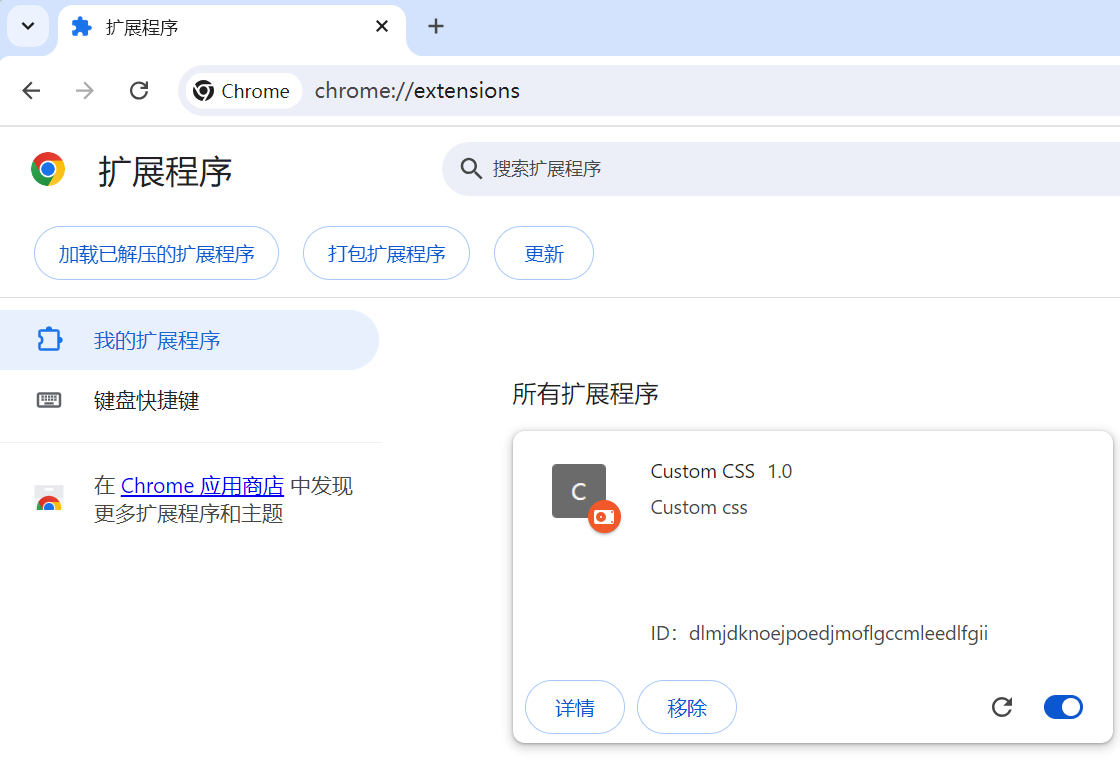 扩展程序
Chrome chrome://extensions
扩展程序
搜索扩展程序
加载已解压的扩展程序
打包扩展程序
更新
我的扩展程序
键盘快捷键
在 Chrome 应用商店 中发现
更多扩展程序和主题
所有扩展程序
C
Custom CSS 1.0
Custom css
ID：dlmjdknoejpoedjmoflgccmleedlfgii
详情
移除